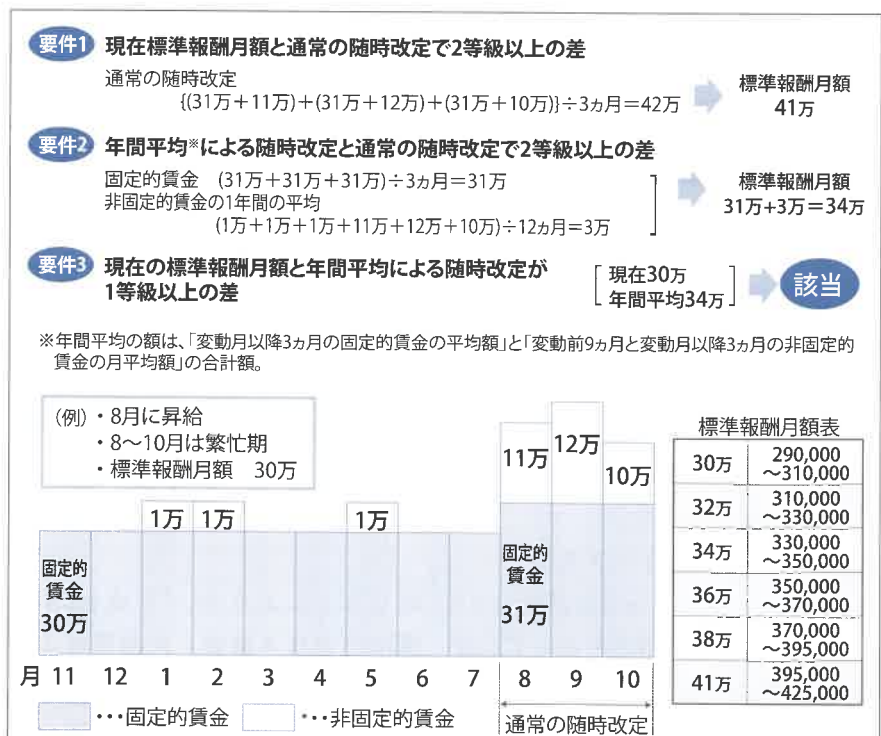 要件1 現在標準報酬月額と通常の随時改定で2等級以上の差
通常の随時改定
{(31万+11万)+(31万+12万)+(31万+10万)}÷3ヵ月=42万
標準報酬月額
41万
要件2 年間平均※による随時改定と通常の随時改定で2等級以上の差
固定的賃金 (31万+31万+31万)÷3ヵ月=31万
非固定的賃金の1年間の平均
(1万+1万+1万+11万+12万+10万)÷12ヵ月=3万
標準報酬月額
31万+3万=34万
要件3 現在の標準報酬月額と年間平均による随時改定が
1等級以上の差
現在30万
年間平均34万
該当
※年間平均の額は、「変動月以降3ヵ月の固定的賃金の平均額」と「変動前9ヵ月と変動月以降3ヵ月の非固定的
賃金の月平均額」の合計額。
(例)・8月に昇給
・8〜10月は繁忙期
・標準報酬月額 30万
1万 1万 1万 11万 12万 10万
固定的
賃金
30万
固定的
賃金
31万
月 11 12 1 2 3 4 5 6 7 8 9 10
・・・固定的賃金 ・・・非固定的賃金
通常の随時改定
標準報酬月額表
30万 290,000
〜310,000
32万 310,000
〜330,000
34万 330,000
〜350,000
36万 350,000
〜370,000
38万 370,000
〜395,000
41万 395,000
〜425,000